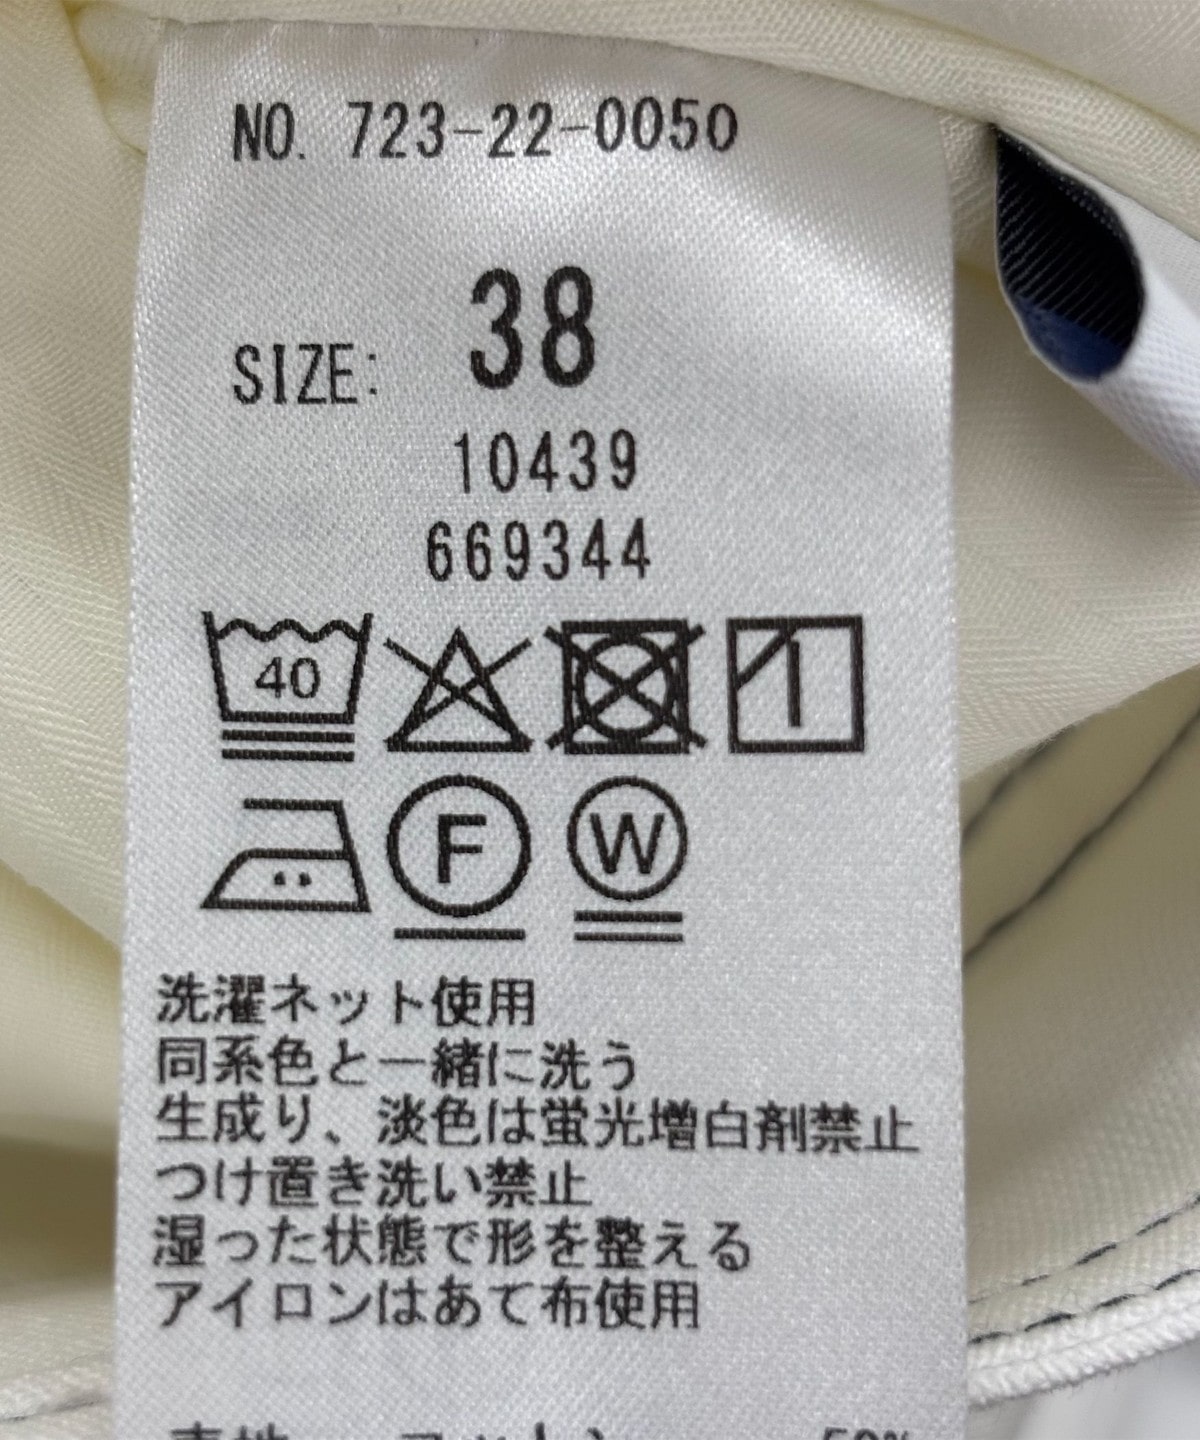 NO. 723-22-0050
SIZE: 38
10439
669344
40
F W
洗濯ネット使用
同系色と一緒に洗う
生成り、淡色は蛍光増白剤禁止
つけ置き洗い禁止
湿った状態で形を整える
アイロンはあて布使用